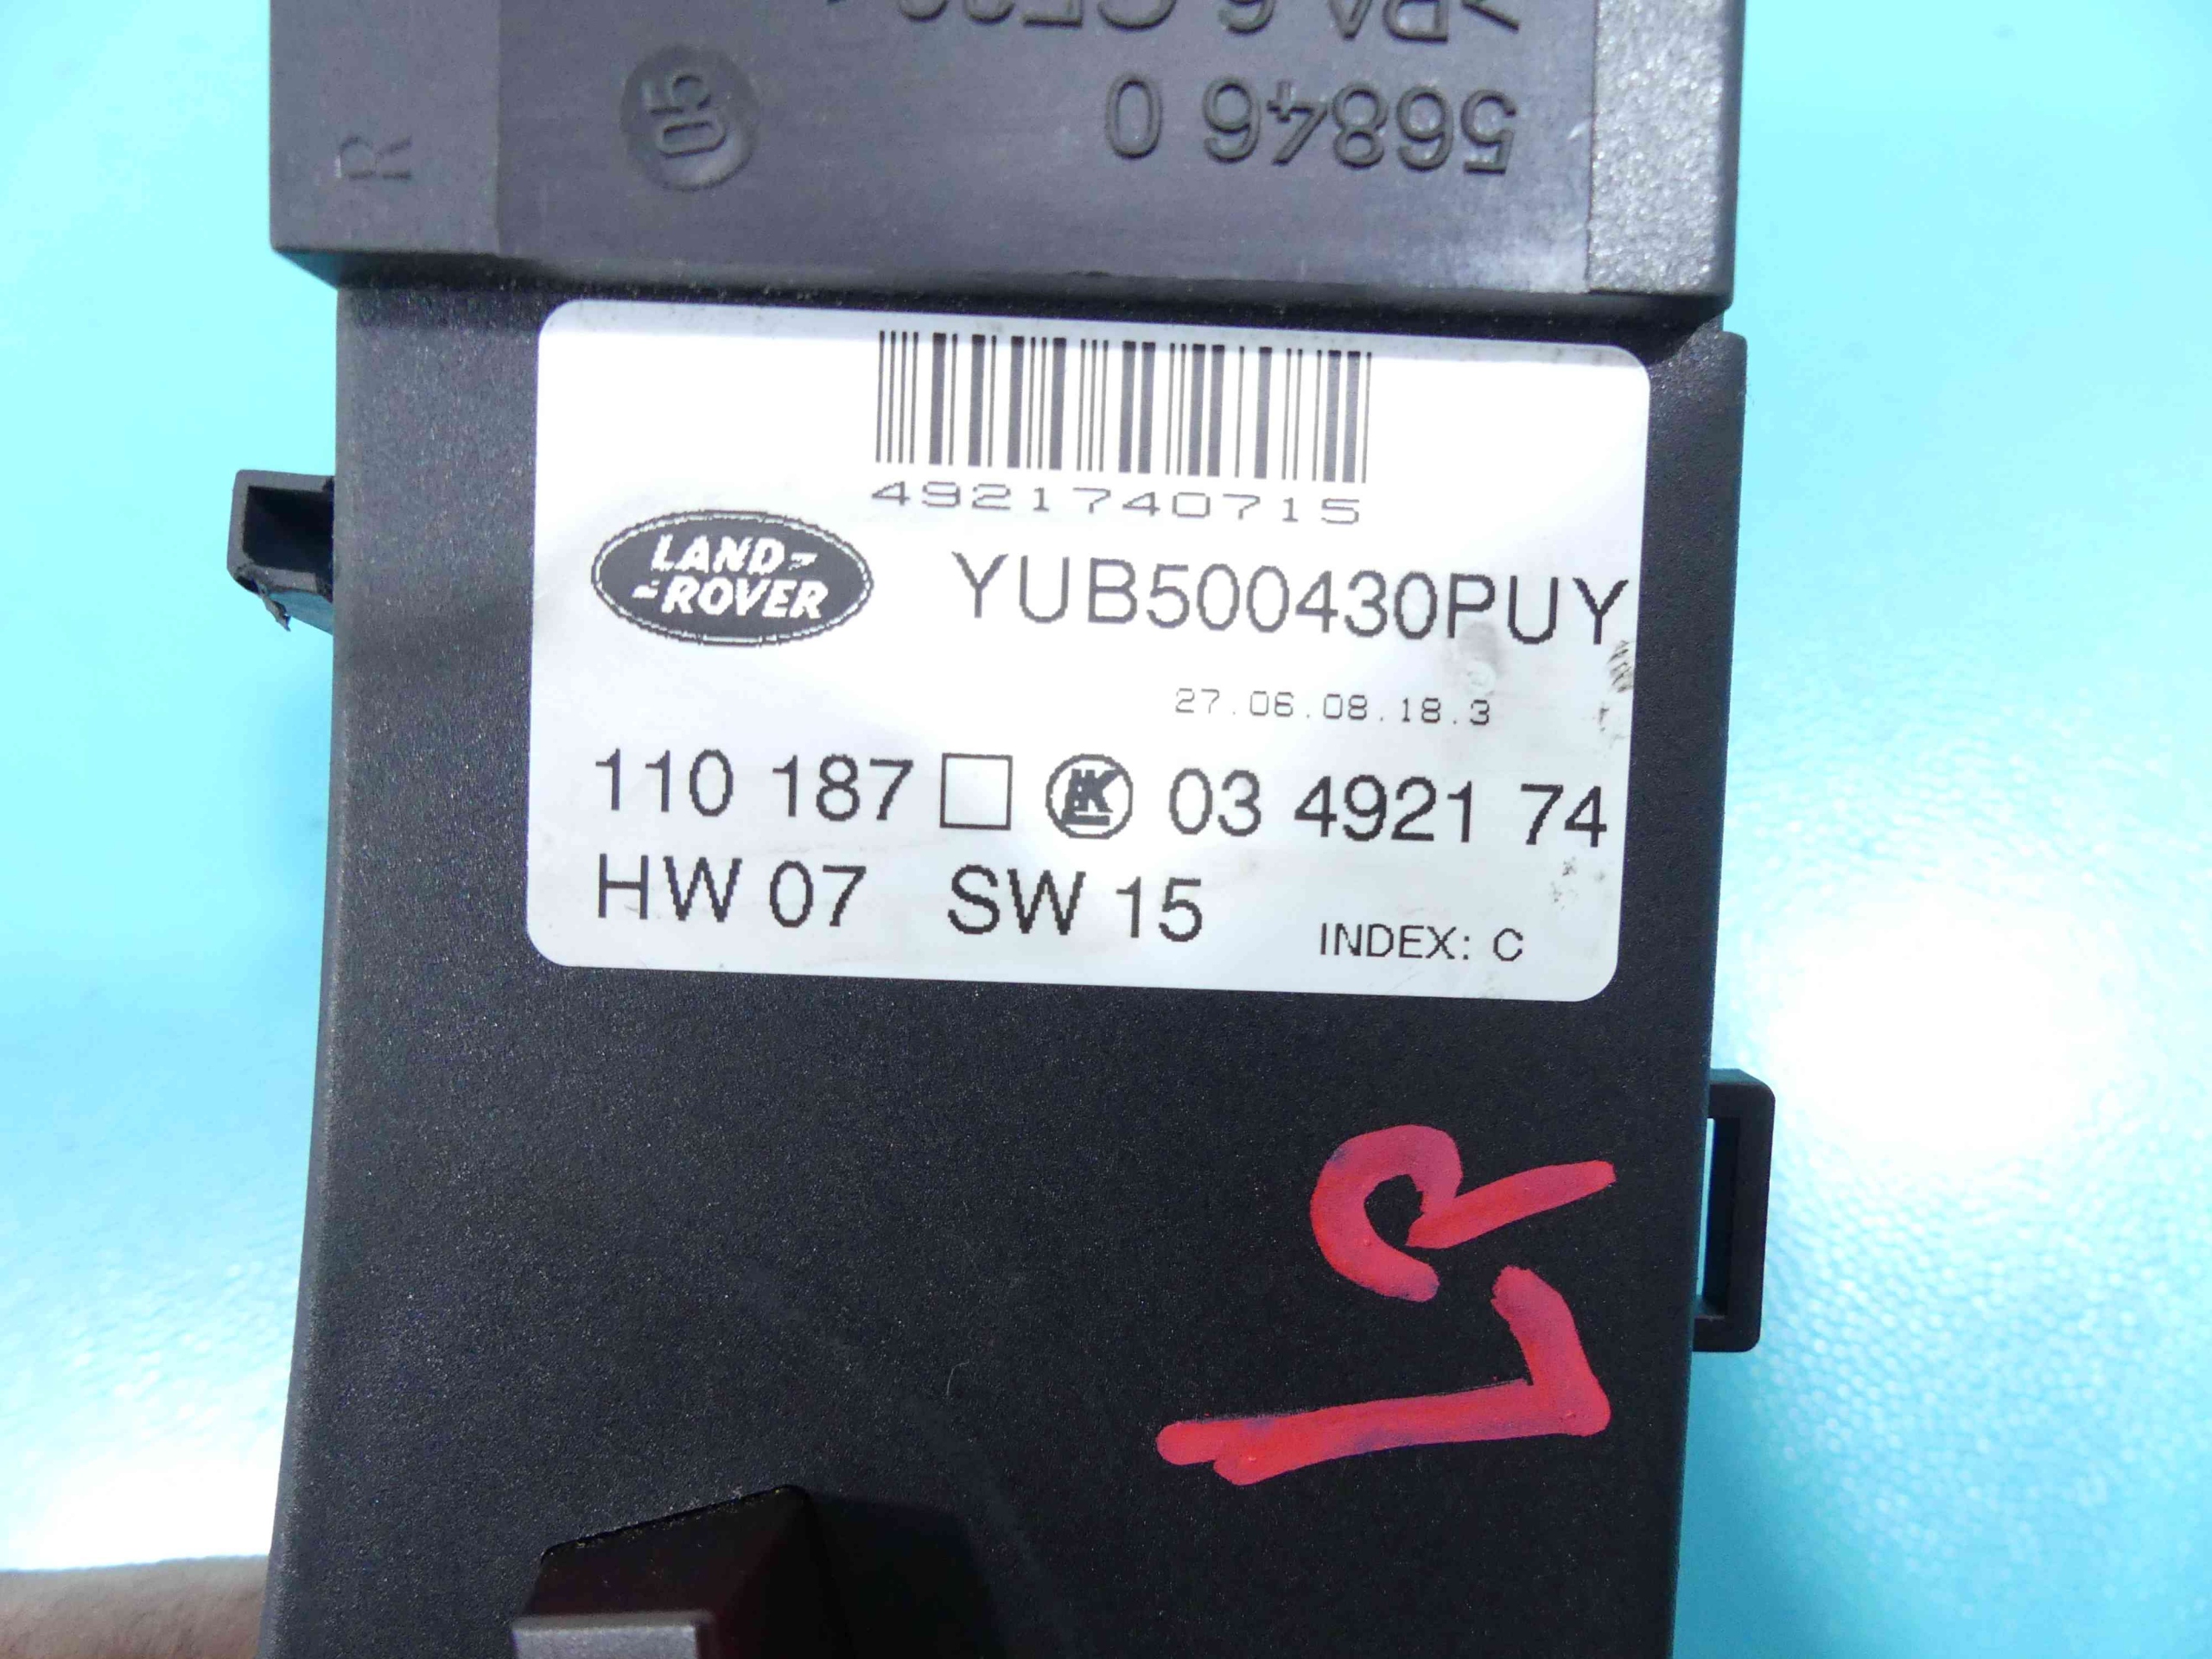 56846 0
05
R
4921740715
LAND-
-ROVER
YUB500430PUY
27.06.08.18.3
110 187 03 4921 74
HW 07 SW 15
INDEX: C